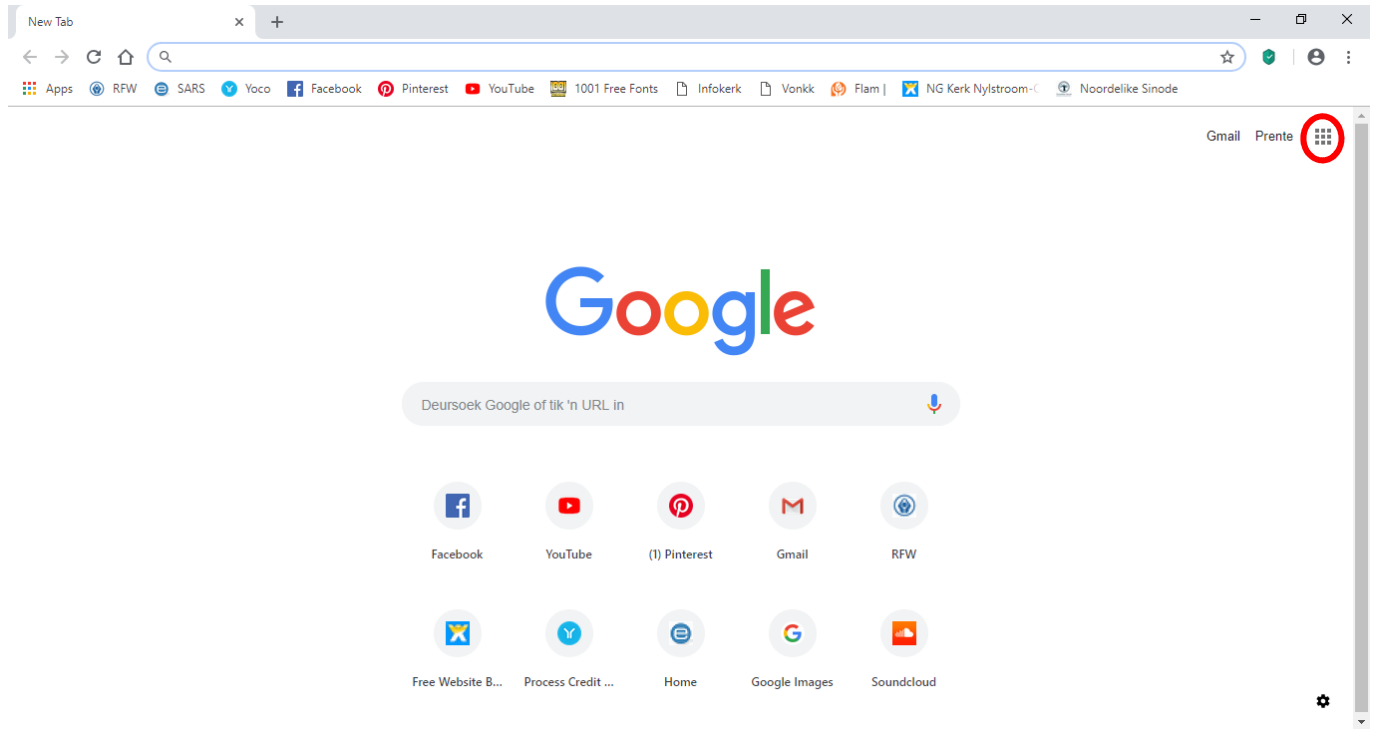 New Tab
Apps RFW SARS Yoco Facebook Pinterest YouTube 1001 Free Fonts Infokerk Vonkk Flam | NG Kerk Nylstroom- Noordelike Sinode
Gmail Prente
Google
Deursoek Google of tik 'n URL in
Facebook YouTube (1) Pinterest Gmail RFW
Free Website B... Process Credit ... Home Google Images Soundcloud